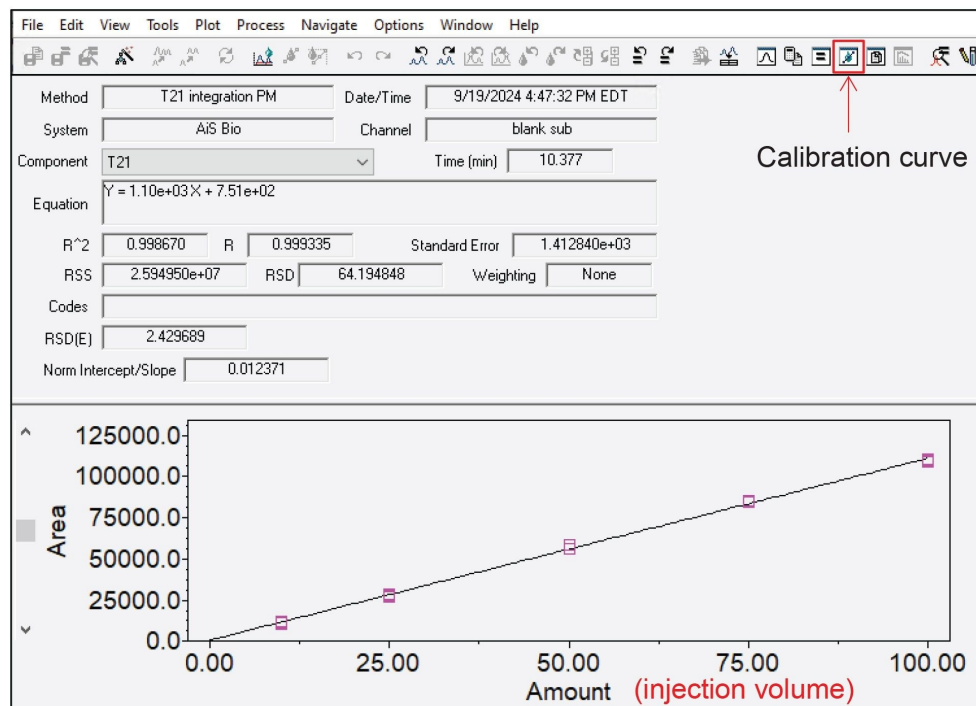 File Edit View Tools Plot Process Navigate Options Window Help
Method T21 integration PM Date/Time 9/19/2024 4:47:32 PM EDT
System AiS Bio Channel blank sub
Calibration curve
Component T21 Time (min) 10.377
Equation Y = 1.10e+03 X + 7.51e+02
R^2 0.998670 R 0.999335 Standard Error 1.412840e+03
RSS 2.594950e+07 RSD 64.194848 Weighting None
Codes
RSD(E) 2.429689
Norm Intercept/Slope 0.012371
125000.0
100000.0
75000.0
50000.0
25000.0
0.0
Area
0.00 25.00 50.00 75.00 100.00
Amount (injection volume)